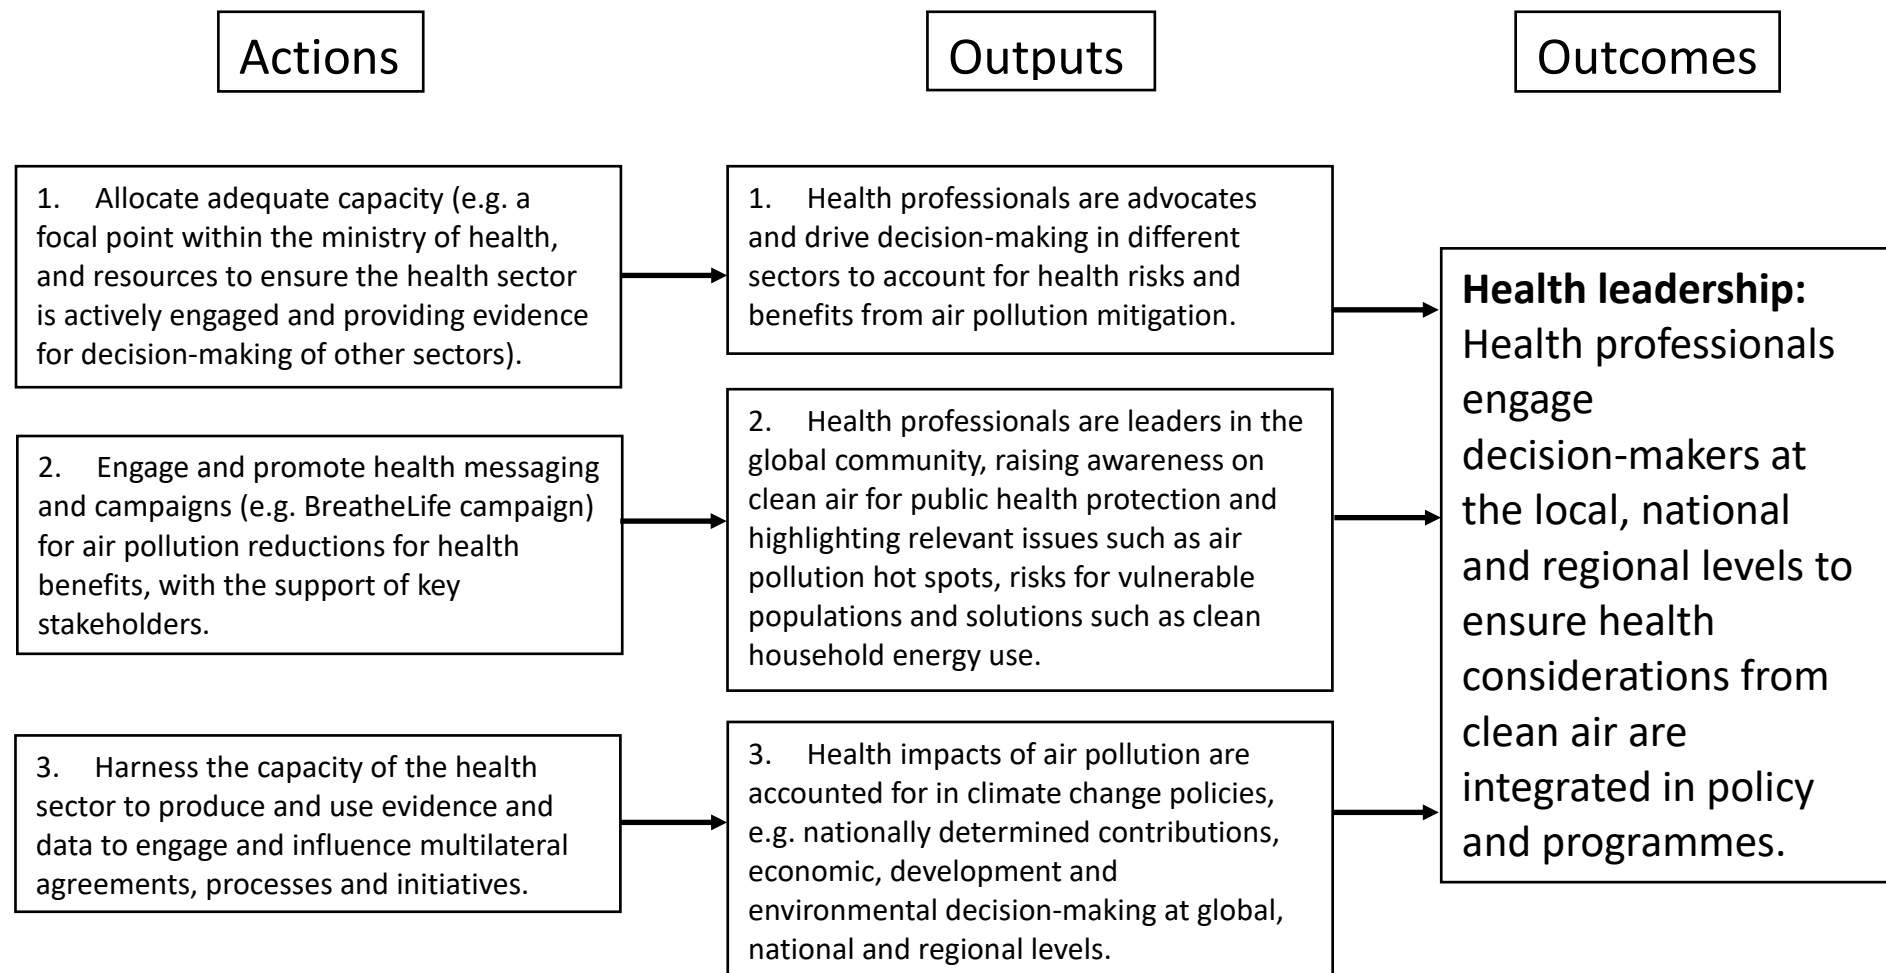 Actions
Outputs
Outcomes
1. Allocate adequate capacity (e.g. a
focal point within the ministry of health,
and resources to ensure the health sector
is actively engaged and providing evidence
for decision-making of other sectors).
2. Engage and promote health messaging
and campaigns (e.g. BreatheLife campaign)
for air pollution reductions for health
benefits, with the support of key
stakeholders.
3. Harness the capacity of the health
sector to produce and use evidence and
data to engage and influence multilateral
agreements, processes and initiatives.
1. Health professionals are advocates
and drive decision-making in different
sectors to account for health risks and
benefits from air pollution mitigation.
2. Health professionals are leaders in the
global community, raising awareness on
clean air for public health protection and
highlighting relevant issues such as air
pollution hot spots, risks for vulnerable
populations and solutions such as clean
household energy use.
3. Health impacts of air pollution are
accounted for in climate change policies,
e.g. nationally determined contributions,
economic, development and
environmental decision-making at global,
national and regional levels.
Health leadership:
Health professionals
engage
decision-makers at
the local, national
and regional levels to
ensure health
considerations from
clean air are
integrated in policy
and programmes.